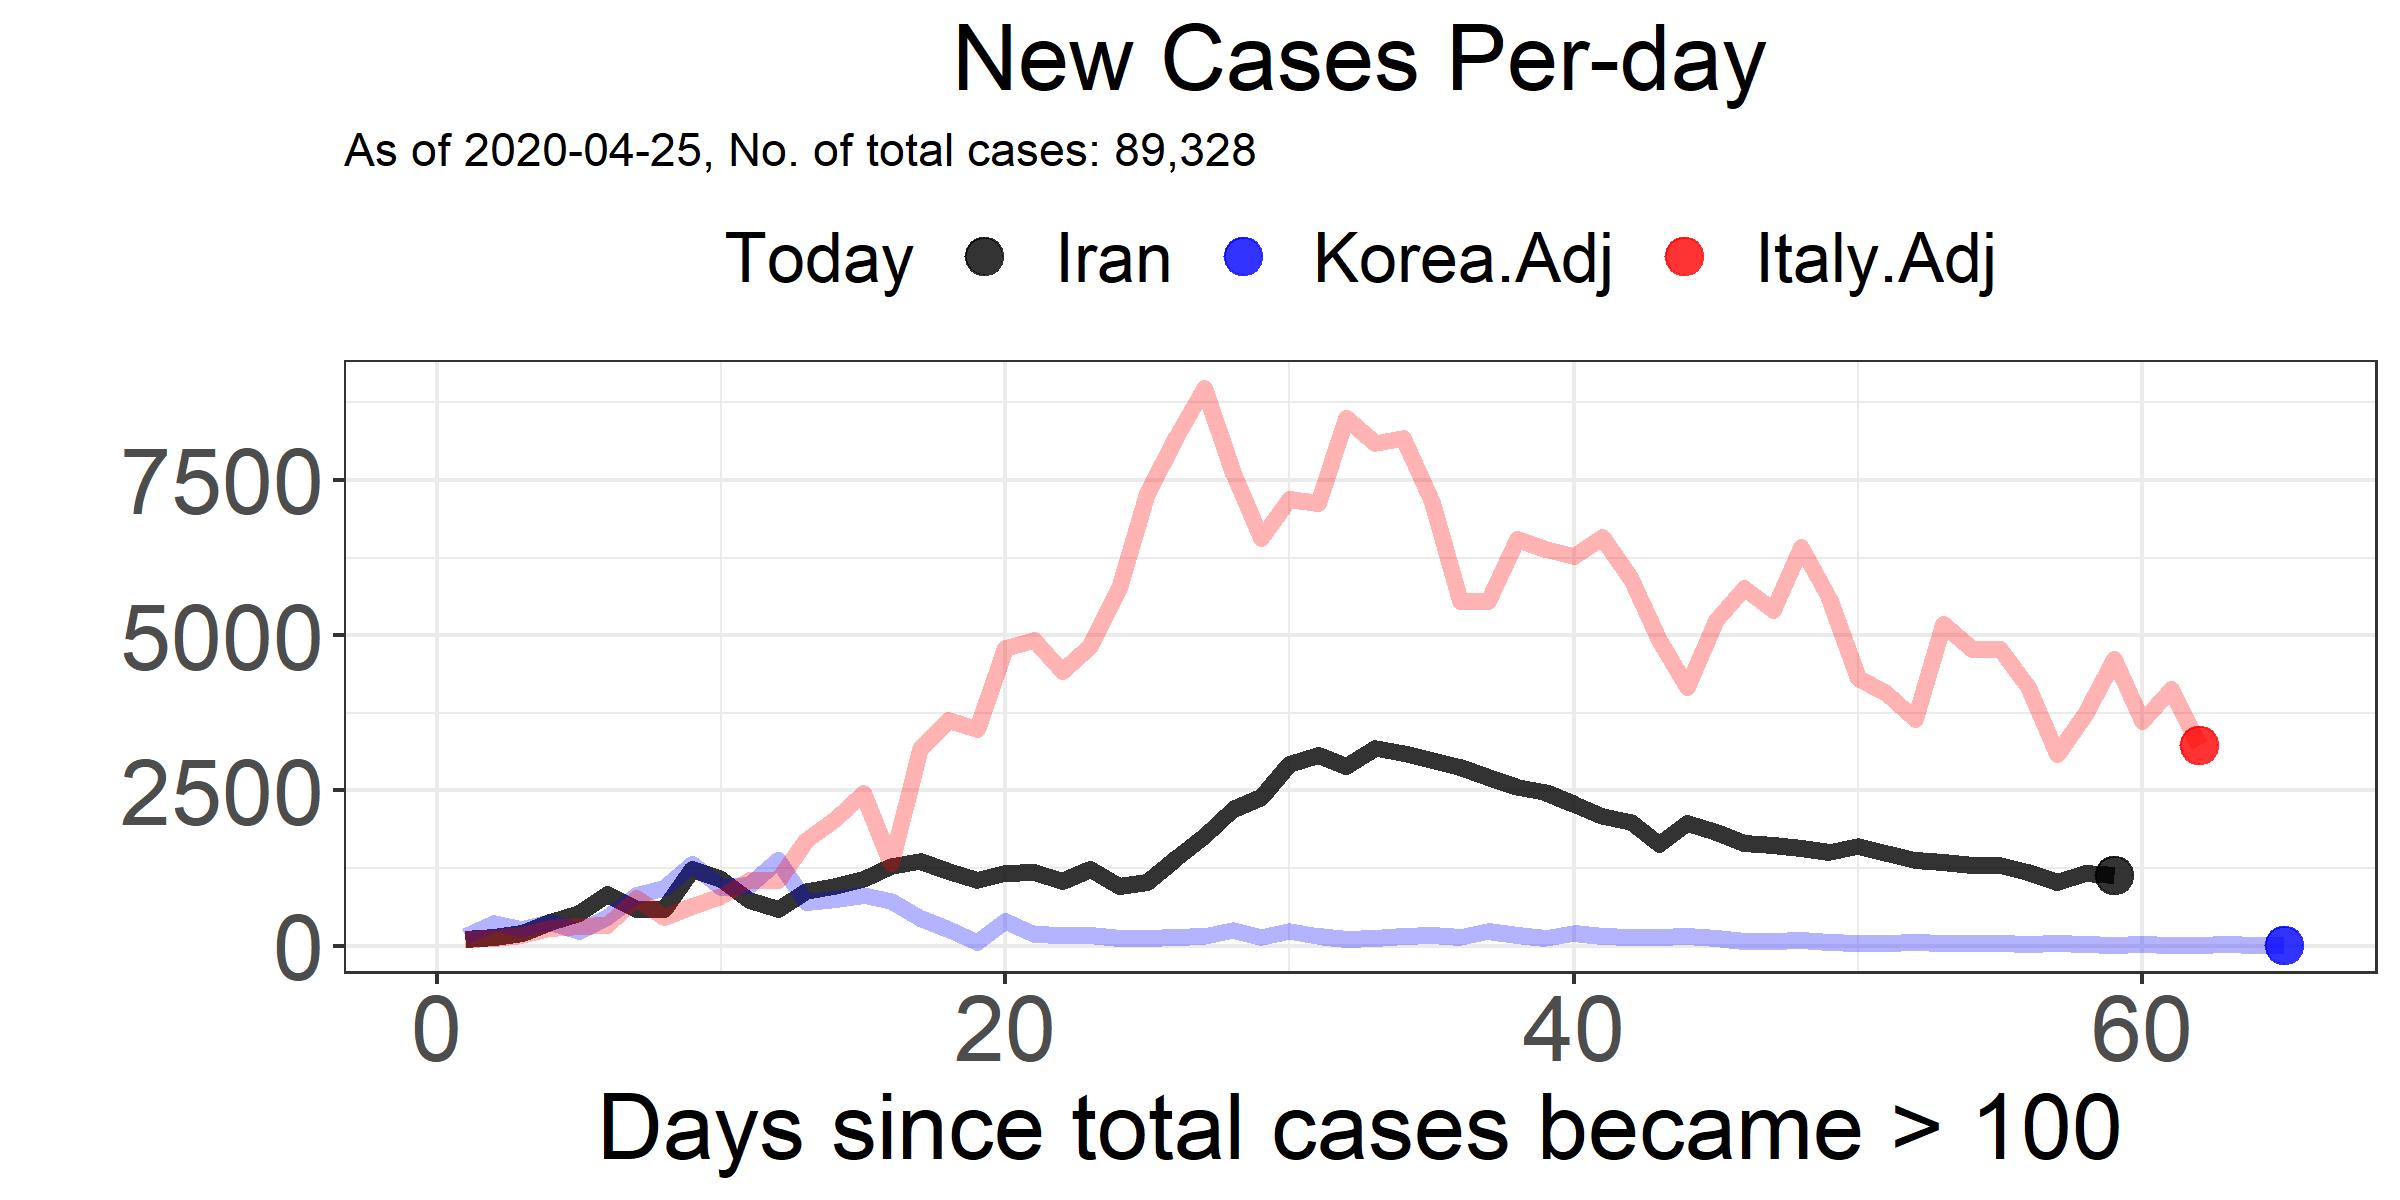 New Cases Per-day
As of 2020-04-25, No. of total cases: 89,328
Today Iran Korea.Adj Italy.Adj
7500
5000
2500
0
0 20 40 60
Days since total cases became > 100